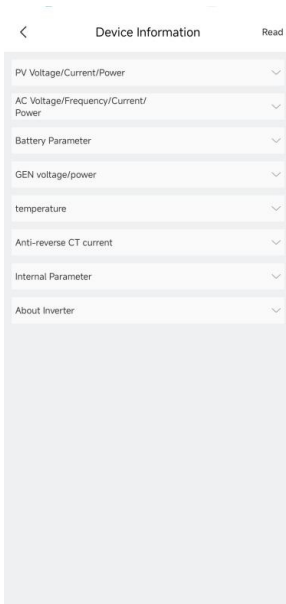 Device Information
Read
PV Voltage/Current/Power
AC Voltage/Frequency/Current/
Power
Battery Parameter
GEN voltage/power
temperature
Anti-reverse CT current
Internal Parameter
About Inverter